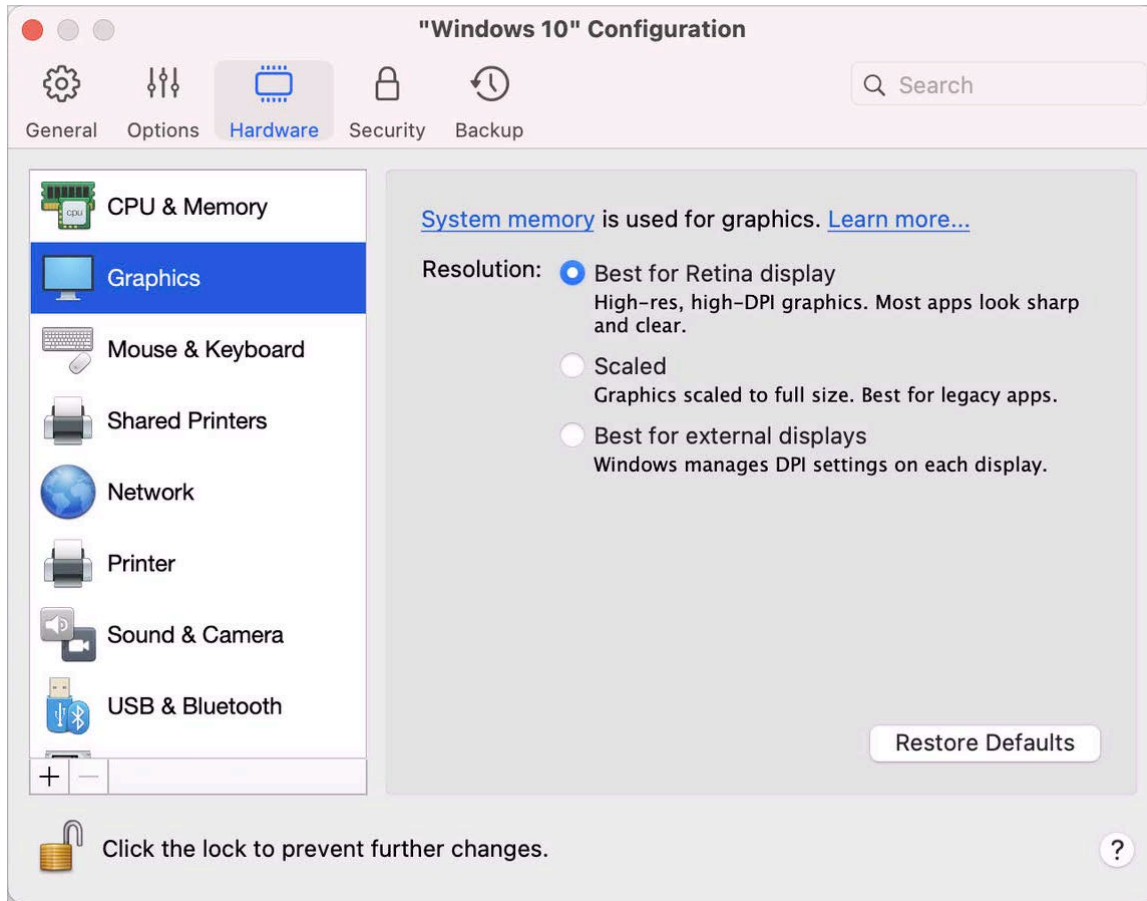 "Windows 10" Configuration
General
Options
Hardware
Security
Backup
Search
CPU & Memory
cpu
Graphics
Mouse & Keyboard
Shared Printers
Network
Printer
Sound & Camera
USB & Bluetooth
System memory is used for graphics. Learn more...
Resolution:
Best for Retina display
High-res, high-DPI graphics. Most apps look sharp
and clear.
Scaled
Graphics scaled to full size. Best for legacy apps.
Best for external displays
Windows manages DPI settings on each display.
Restore Defaults
Click the lock to prevent further changes.
?